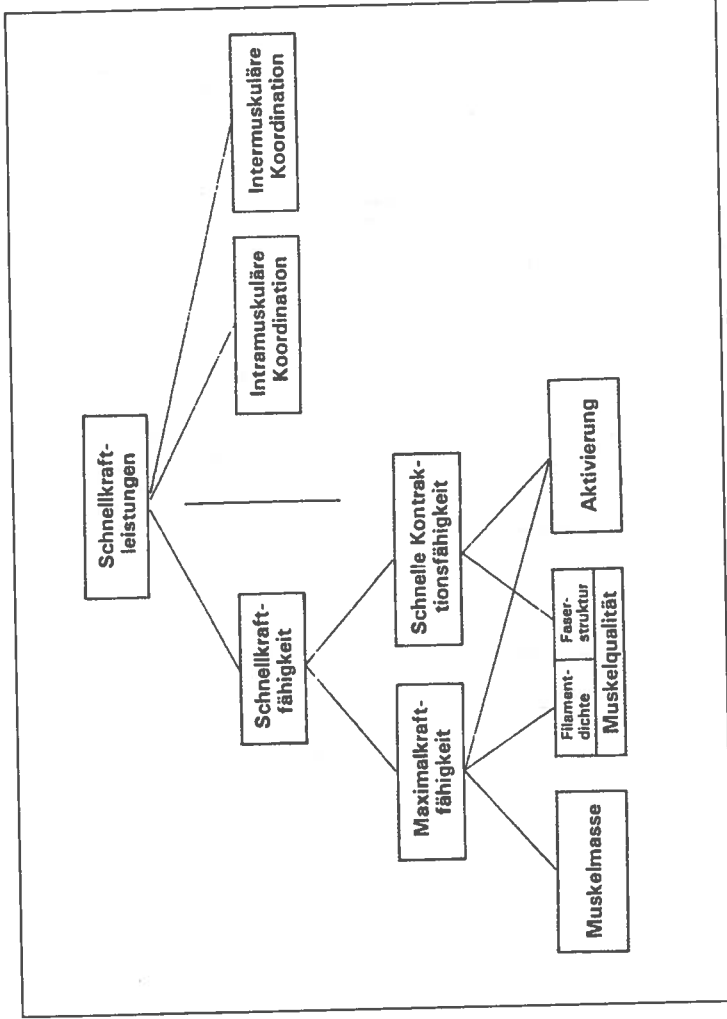 Schnellkraft-
leistungen
Schnellkraft-
fähigkeit
Intramuskuläre
Koordination
Intermuskuläre
Koordination
Maximalkraft-
fähigkeit
Schnelle Kontrak-
tionsfähigkeit
Muskelmasse
Filament-
dichte
Faser-
struktur
Muskelqualität
Aktivierung